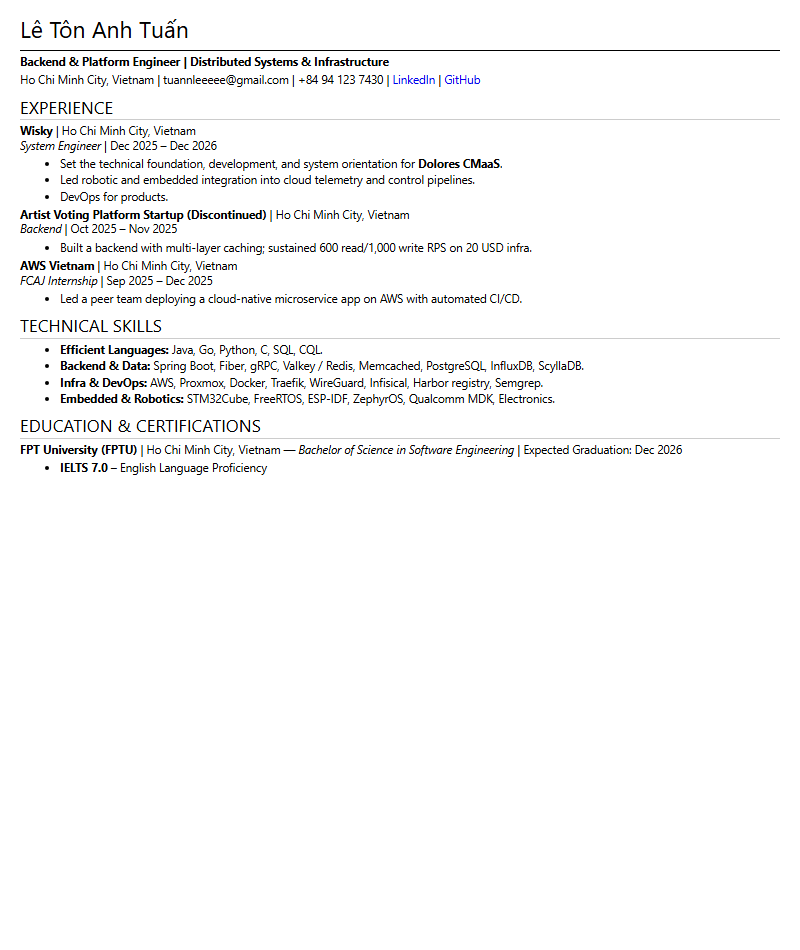 Lê Tôn Anh Tuấn
Backend & Platform Engineer | Distributed Systems & Infrastructure
Ho Chi Minh City, Vietnam | tuannleeeee@gmail.com | +84 94 123 7430 | LinkedIn | GitHub
EXPERIENCE
Wisky | Ho Chi Minh City, Vietnam
System Engineer | Dec 2025 – Dec 2026
• Set the technical foundation, development, and system orientation for Dolores CMaaS.
• Led robotic and embedded integration into cloud telemetry and control pipelines.
• DevOps for products.
Artist Voting Platform Startup (Discontinued) | Ho Chi Minh City, Vietnam
Backend | Oct 2025 – Nov 2025
• Built a backend with multi-layer caching; sustained 600 read/1,000 write RPS on 20 USD infra.
AWS Vietnam | Ho Chi Minh City, Vietnam
FCAJ Internship | Sep 2025 – Dec 2025
• Led a peer team deploying a cloud-native microservice app on AWS with automated CI/CD.
TECHNICAL SKILLS
• Efficient Languages: Java, Go, Python, C, SQL, CQL.
• Backend & Data: Spring Boot, Fiber, gRPC, Valkey / Redis, Memcached, PostgreSQL, InfluxDB, ScyllaDB.
• Infra & DevOps: AWS, Proxmox, Docker, Traefik, WireGuard, Infisical, Harbor registry, Semgrep.
• Embedded & Robotics: STM32Cube, FreeRTOS, ESP-IDF, ZephyrOS, Qualcomm MDK, Electronics.
EDUCATION & CERTIFICATIONS
FPT University (FPTU) | Ho Chi Minh City, Vietnam — Bachelor of Science in Software Engineering | Expected Graduation: Dec 2026
• IELTS 7.0 – English Language Proficiency